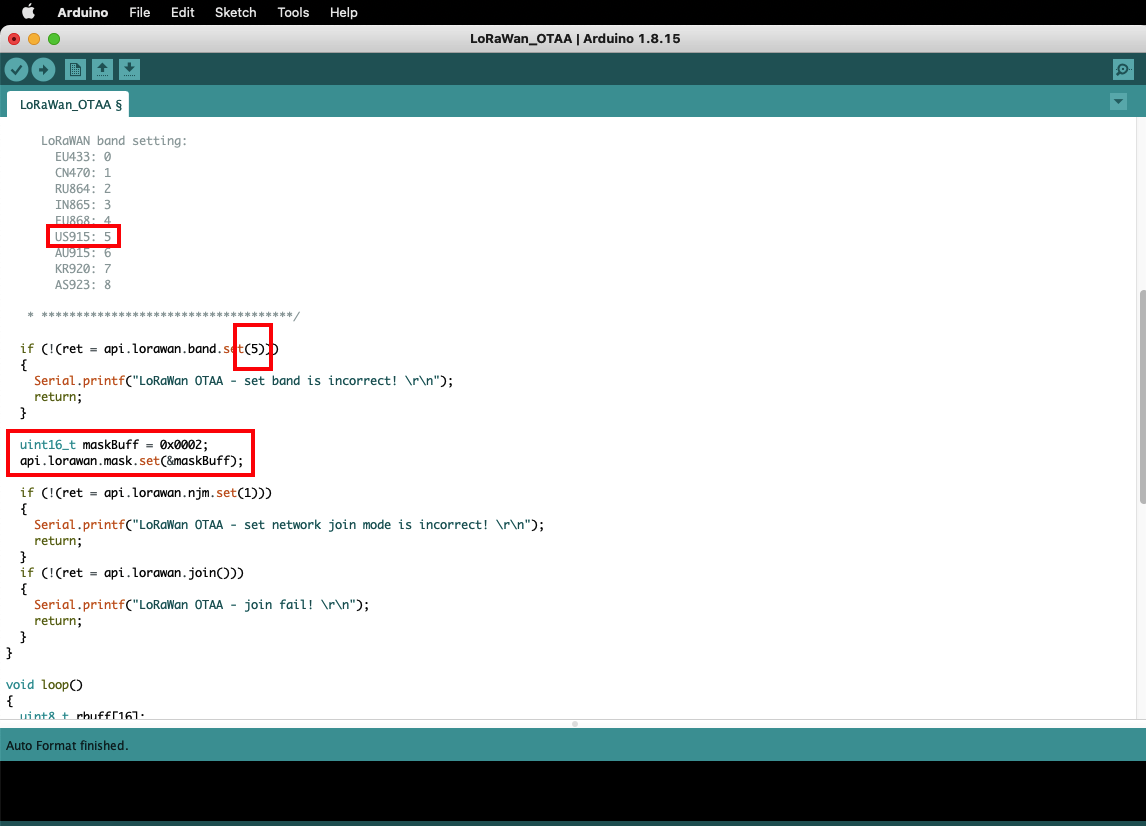 Arduino File Edit Sketch Tools Help
LoRaWan_OTAA | Arduino 1.8.15
LoRaWan_OTAA §
LoRaWAN band setting:
EU433: 0
CN470: 1
RU864: 2
IN865: 3
EU868: 4
US915: 5
AU915: 6
KR920: 7
AS923: 8
* ************************************/
if (!(ret = api.lorawan.band.set(5)))
{
Serial.printf("LoRaWan OTAA - set band is incorrect! \r\n");
return;
}
uint16_t maskBuff = 0x0002;
api.lorawan.mask.set(&maskBuff);
if (!(ret = api.lorawan.njm.set(1)))
{
Serial.printf("LoRaWan OTAA - set network join mode is incorrect! \r\n");
return;
}
if (!(ret = api.lorawan.join()))
{
Serial.printf("LoRaWan OTAA - join fail! \r\n");
return;
}
}
void loop()
{
uint8_t rbuff[16];
Auto Format finished.